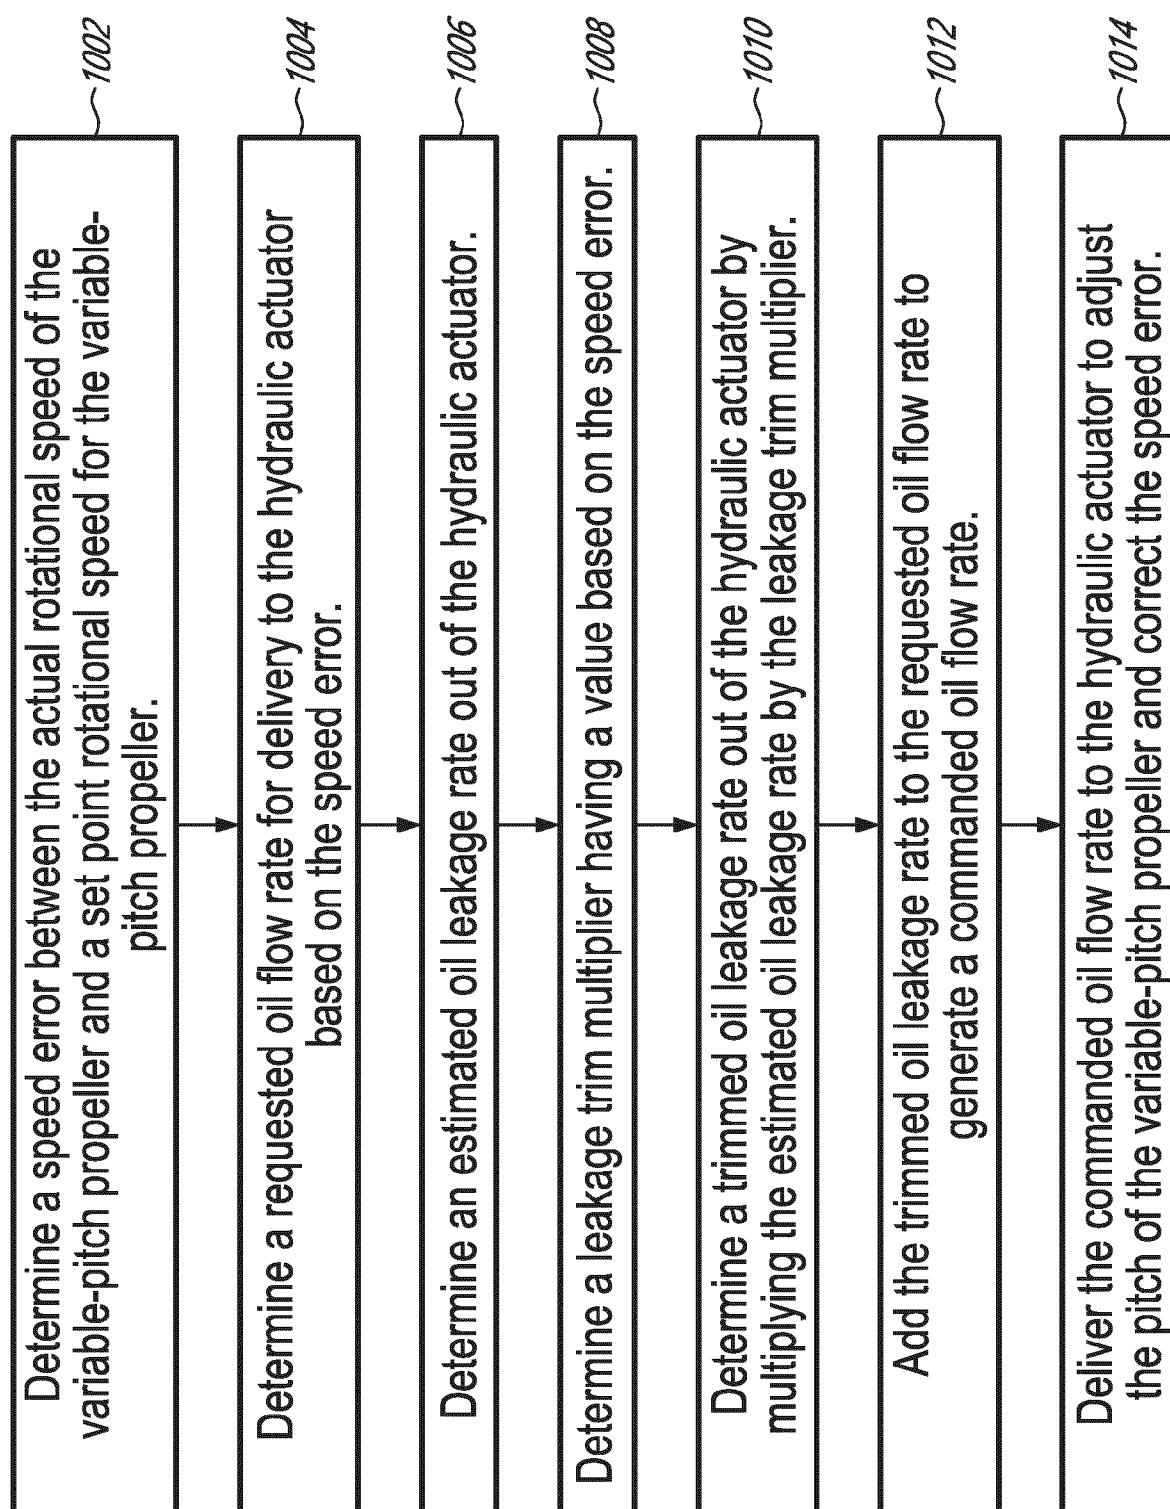 Determine a speed error between the actual rotational speed of the
variable-pitch propeller and a set point rotational speed for the variable-
pitch propeller.
1002
Determine a requested oil flow rate for delivery to the hydraulic actuator
based on the speed error.
1004
Determine an estimated oil leakage rate out of the hydraulic actuator.
1006
Determine a leakage trim multiplier having a value based on the speed error.
1008
Determine a trimmed oil leakage rate out of the hydraulic actuator by
multiplying the estimated oil leakage rate by the leakage trim multiplier.
1010
Add the trimmed oil leakage rate to the requested oil flow rate to
generate a commanded oil flow rate.
1012
Deliver the commanded oil flow rate to the hydraulic actuator to adjust
the pitch of the variable-pitch propeller and correct the speed error.
1014